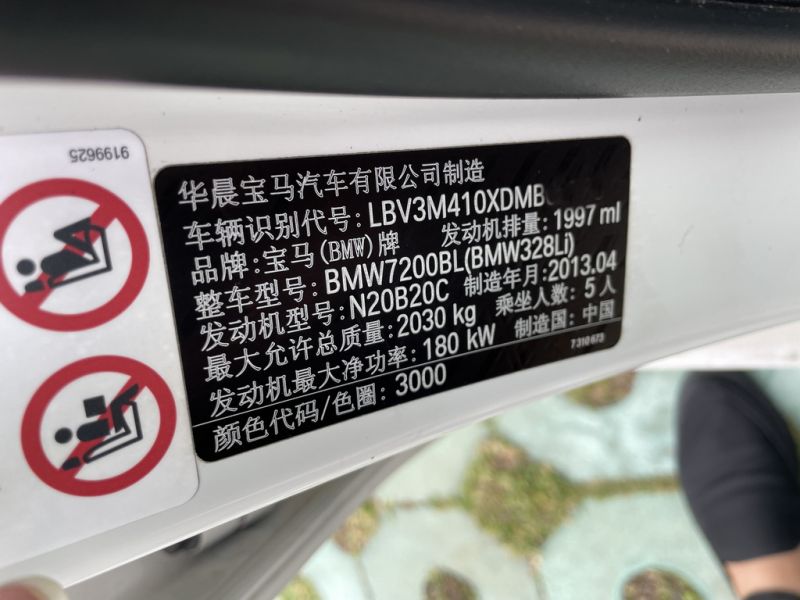 9199625
华晨宝马汽车有限公司制造
车辆识别代号: LBV3M410XDMB
品牌: 宝马(BMW)牌 发动机排量: 1997 ml
整车型号: BMW7200BL(BMW328Li)
发动机型号: N20B20C 制造年月: 2013.04
最大允许总质量: 2030 kg 乘坐人数: 5 人
发动机最大净功率: 180 kW 制造国: 中国
颜色代码/色圈: 3000
7 310 673